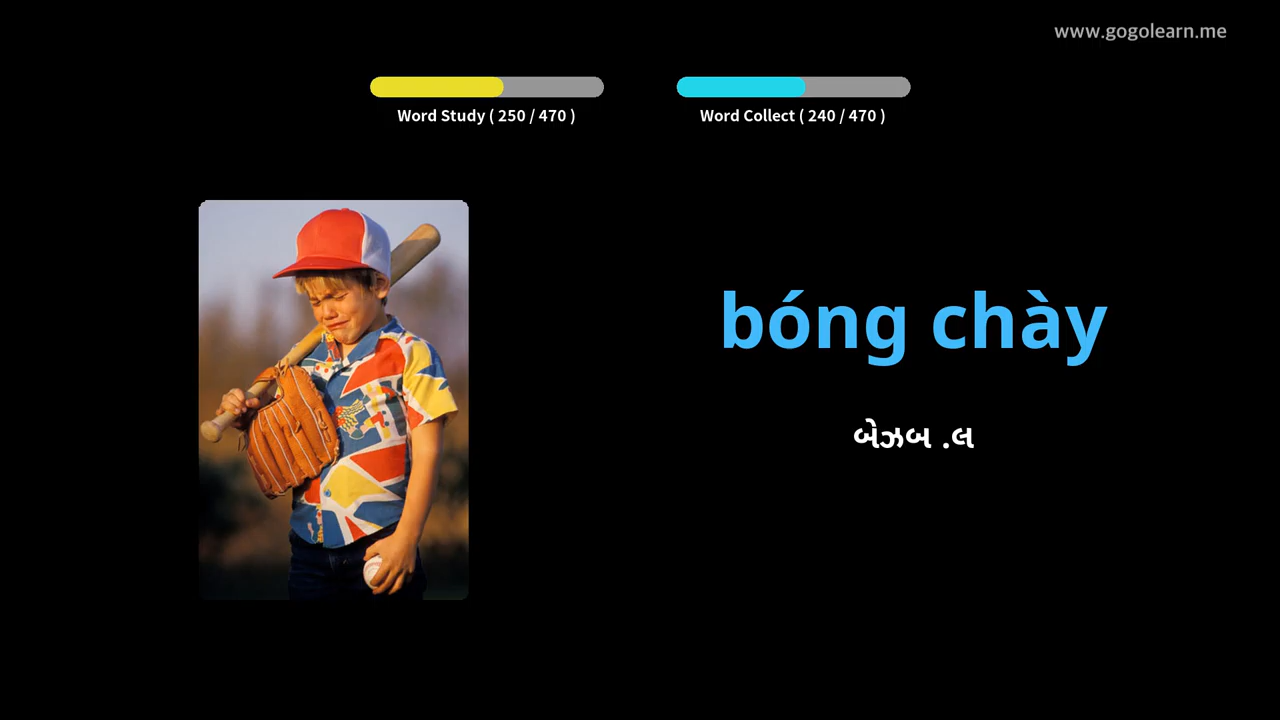 www.gogolearn.me
Word Study ( 250 / 470 )
Word Collect ( 240 / 470 )
bóng chày
બેઝબ .લ